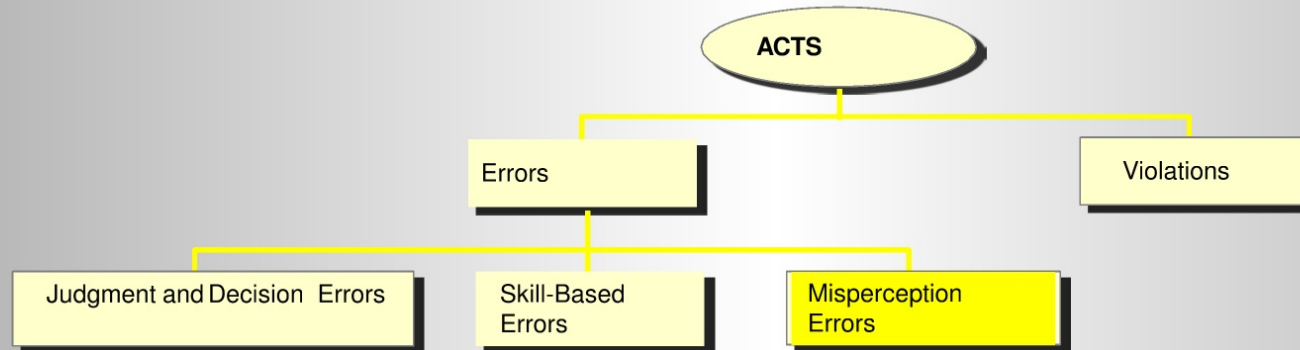 ACTS
Errors
Violations
Judgment and Decision Errors
Skill-Based
Errors
Misperception
Errors